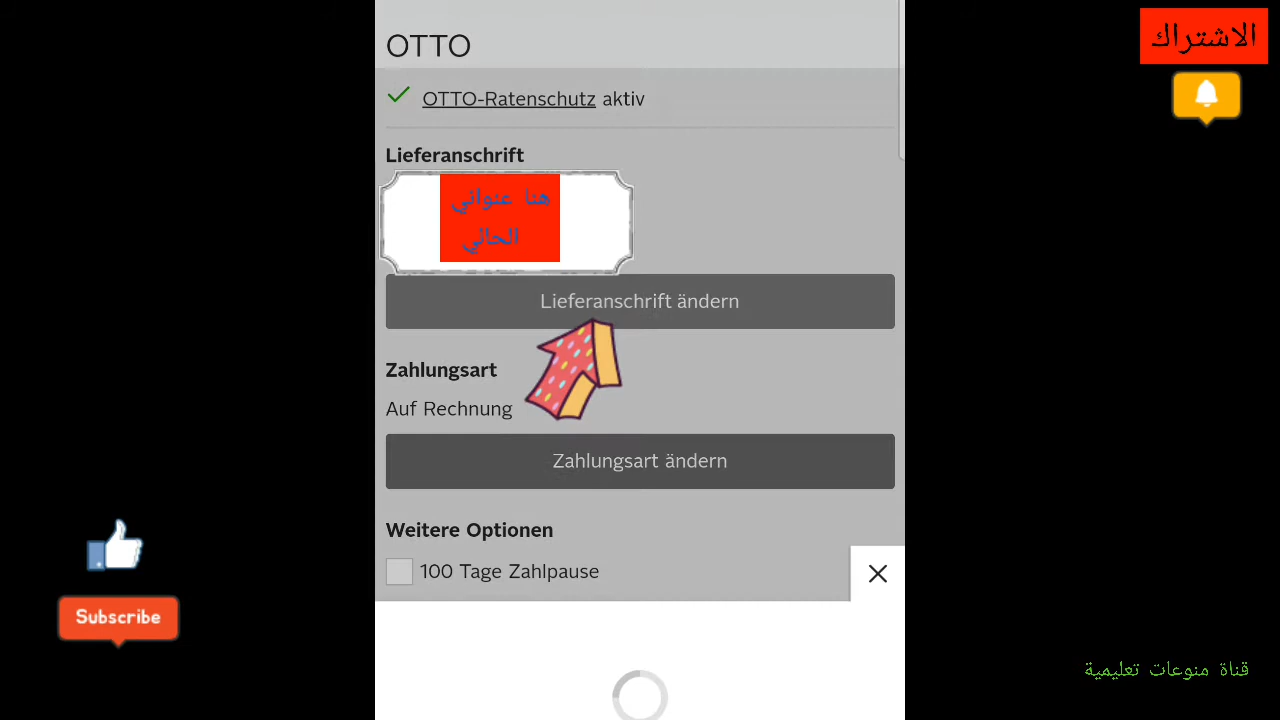 OTTO
الاشتراك
OTTO-Ratenschutz aktiv
Lieferanschrift
هنا عنواني
الحالي
Lieferanschrift ändern
Zahlungsart
Auf Rechnung
Zahlungsart ändern
Weitere Optionen
100 Tage Zahlpause
Subscribe
قناة منوعات تعليمية